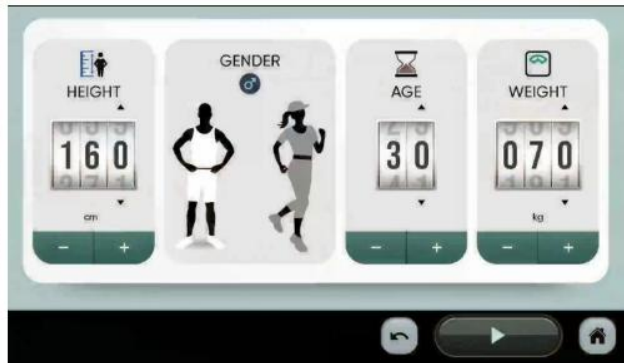 HEIGHT
160
cm
- +
GENDER
AGE
30
- +
WEIGHT
070
kg
- +